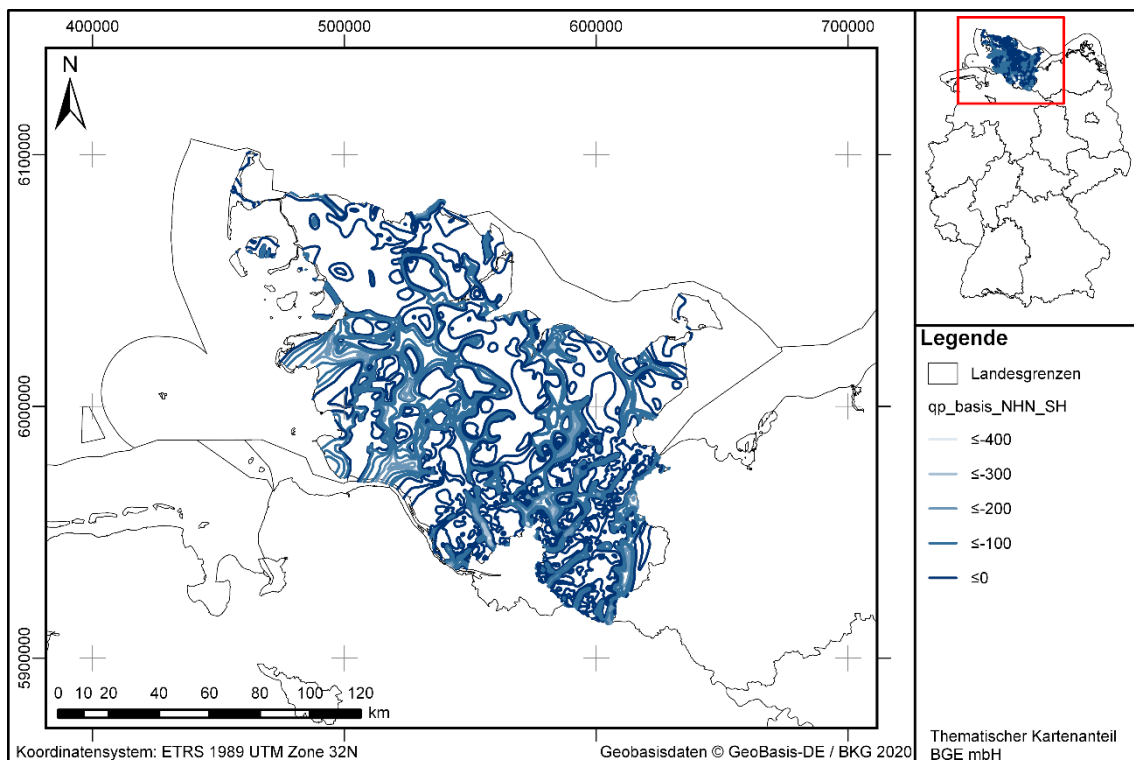 400000 500000 600000 700000
N
6100000
6000000
5900000
0 10 20 40 60 80 100 120
km
Koordinatensystem: ETRS 1989 UTM Zone 32N
Geobasisdaten © GeoBasis-DE / BKG 2020
Legende
Landesgrenzen
qp_basis_NHN_SH
≤-400
≤-300
≤-200
≤-100
≤0
Thematischer Kartenanteil
BGE mbH